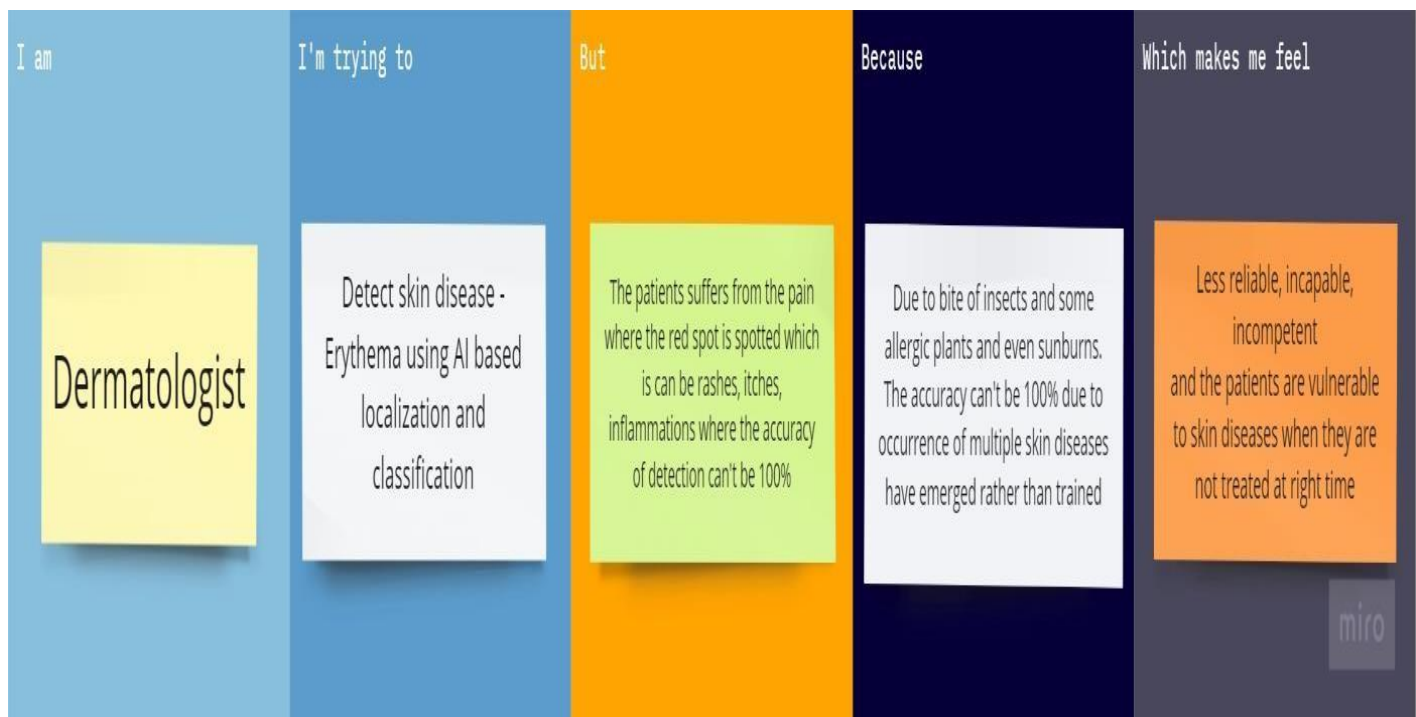 I am
Dermatologist
I'm trying to
Detect skin disease -
Erythema using AI based
localization and
classification
But
The patients suffers from the pain
where the red spot is spotted which
is can be rashes, itches,
inflammations where the accuracy
of detection can't be 100%
Because
Due to bite of insects and some
allergic plants and even sunburns.
The accuracy can't be 100% due to
occurrence of multiple skin diseases
have emerged rather than trained
Which makes me feel
Less reliable, incapable,
incompetent
and the patients are vulnerable
to skin diseases when they are
not treated at right time
miro